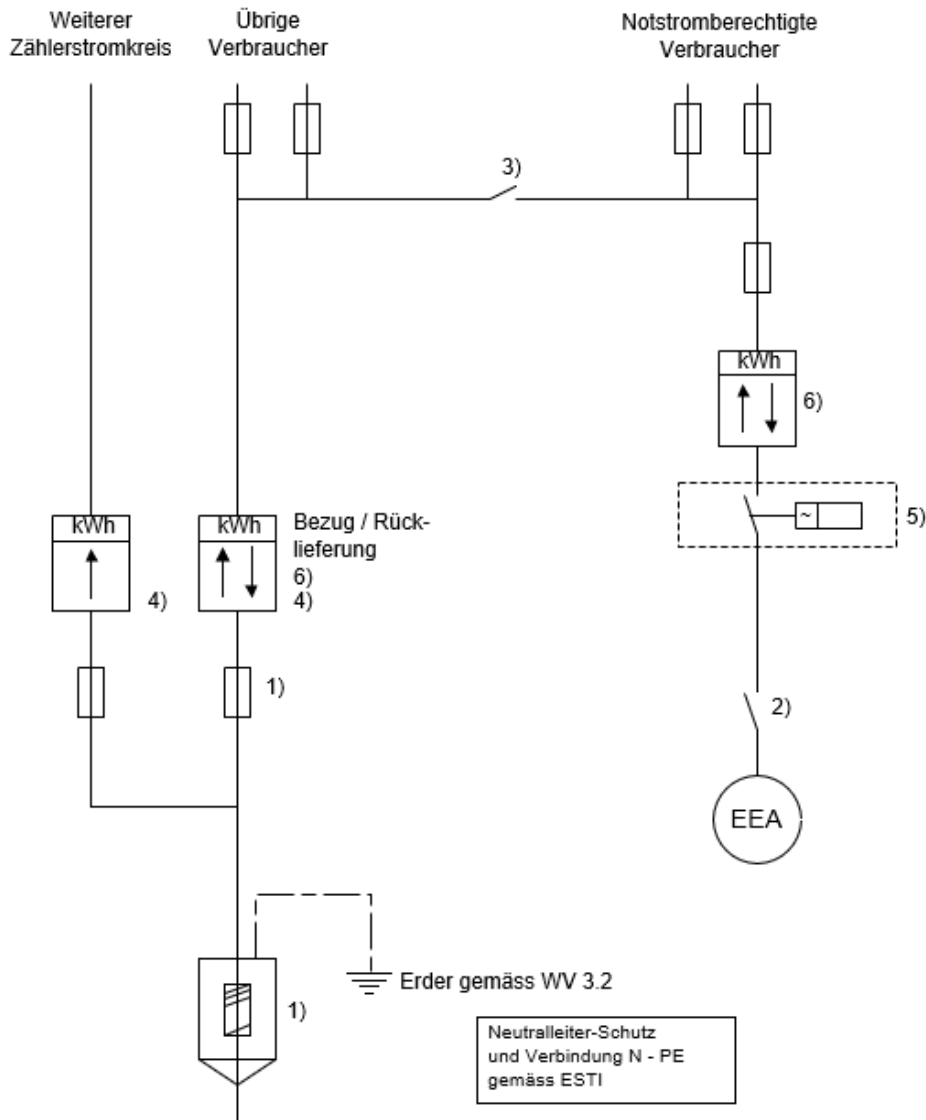 Weiterer
Zählerstromkreis
Übrige
Verbraucher
Notstromberechtigte
Verbraucher
3)
kWh
6)
kWh
4)
kWh
Bezug / Rück-
lieferung
6)
4)
~
5)
1)
2)
EEA
1)
Erder gemäss WV 3.2
Neutralleiter-Schutz
und Verbindung N - PE
gemäss ESTI